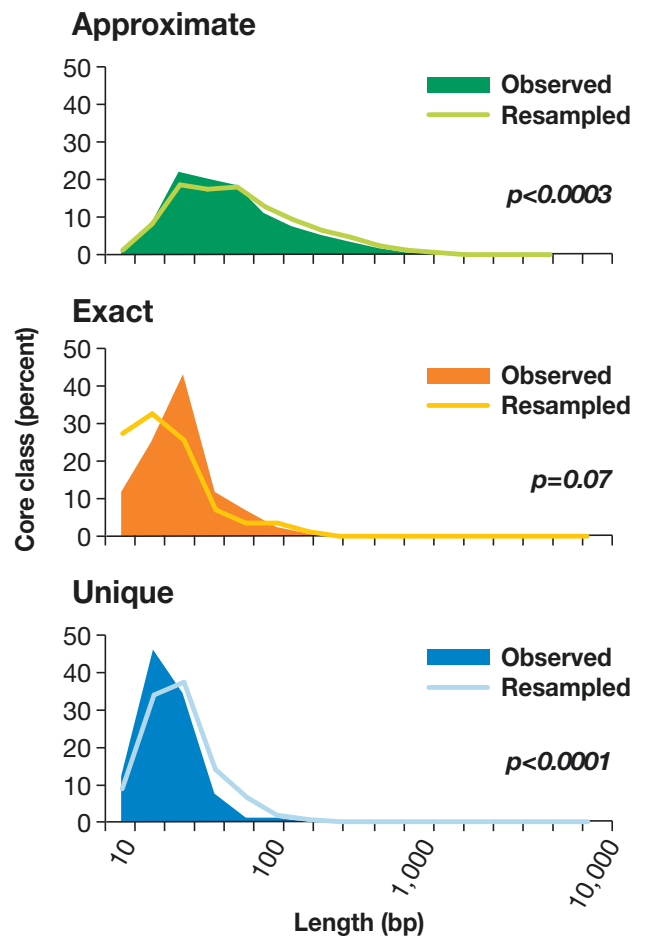 Approximate
50
40
30
20
10
0
Observed
Resampled
p<0.0003
Exact
50
40
30
20
10
0
Observed
Resampled
p=0.07
Core class (percent)
Unique
50
40
30
20
10
0
Observed
Resampled
p<0.0001
10
100
1,000
10,000
Length (bp)